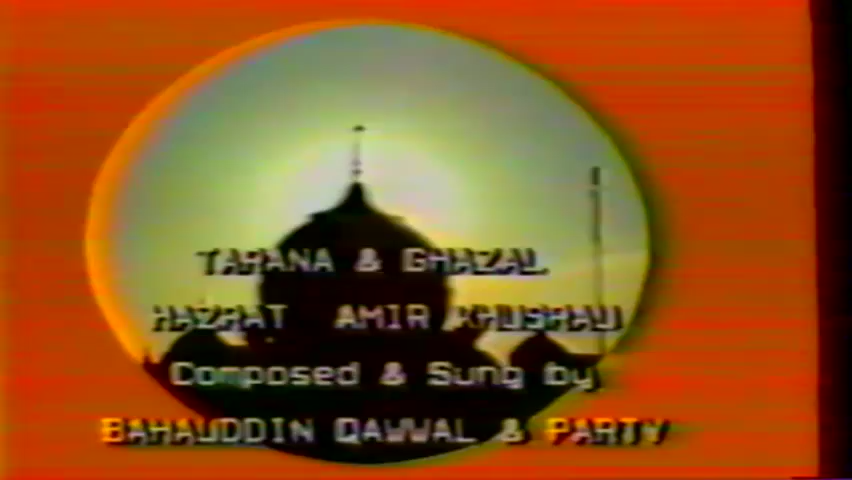 TARANA & GHAZAL
HAZRAT AMIR KHUSRAU
Composed & Sung by
BAHAUDDIN QAWWAL & PARTY